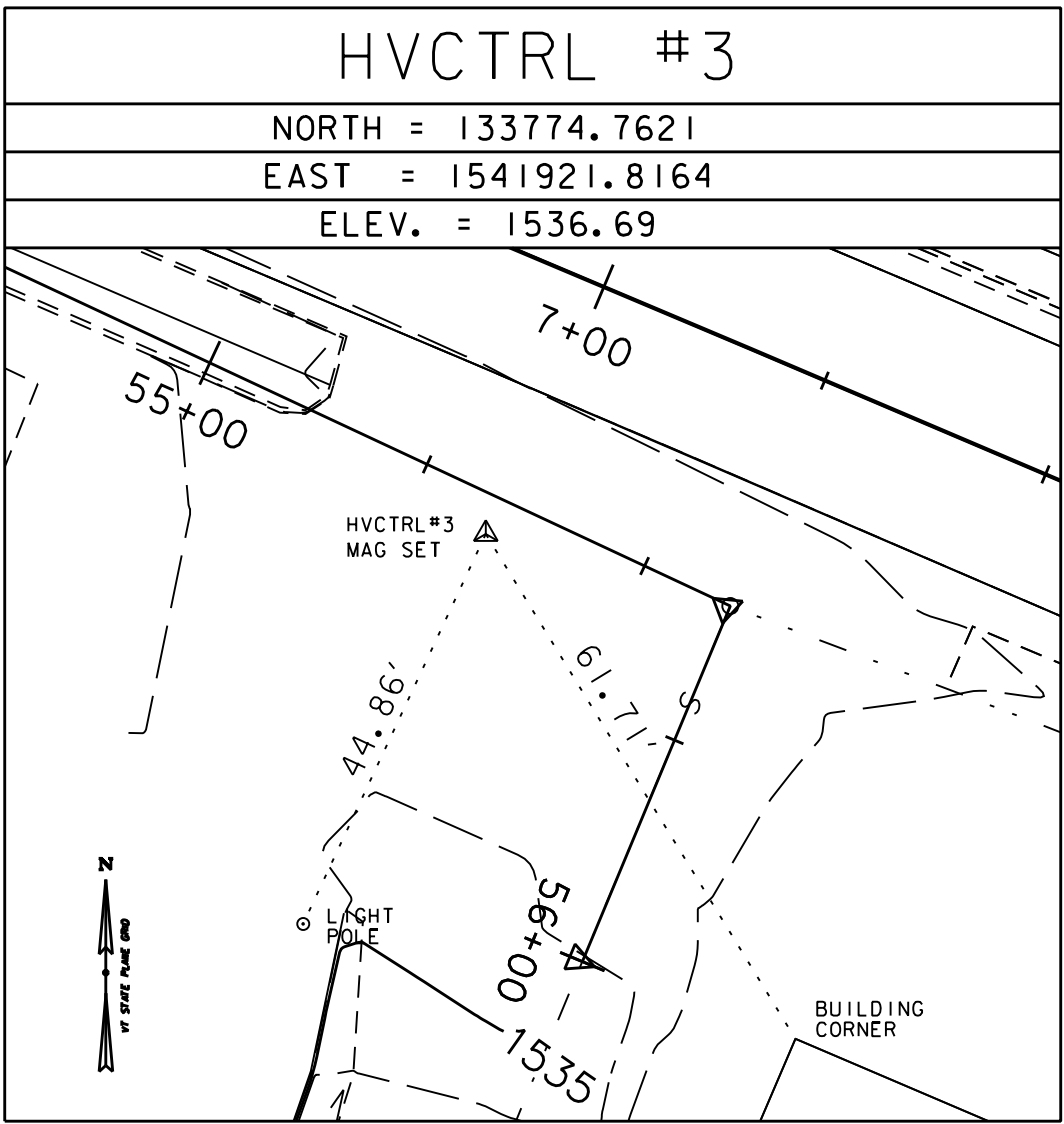 HVCTRL #3
NORTH = 133774.7621
EAST = 1541921.8164
ELEV. = 1536.69
7+00
55+00
HVCTRL#3
MAG SET
44.86'
61.71'
S
N
VT STATE PLANE GRID
LIGHT
POLE
56+00
BUILDING
CORNER
1535